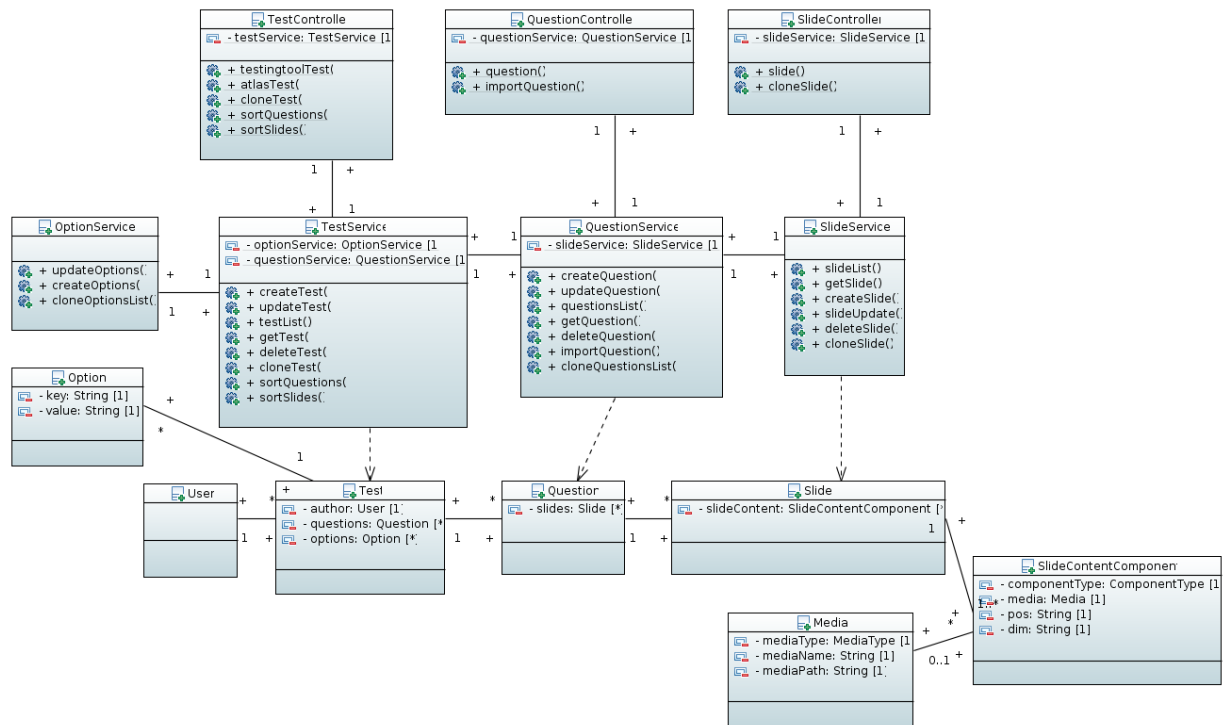 TestControlle
- testService: TestService [1
+ testingtoolTest(
+ atlasTest(
+ cloneTest(
+ sortQuestions(
+ sortSlides(
QuestionControlle
- questionService: QuestionService [1
+ question()
+ importQuestion()
SlideController
- slideService: SlideService [1
+ slide()
+ cloneSlide()
1 +
1 +
1 +
+ 1
+ 1
+ 1
OptionService
+ updateOptions(
+ createOptions(
+ cloneOptionsList(
+ 1
1 +
TestService
- optionService: OptionService [1
- questionService: QuestionService [1
+ createTest(
+ updateTest(
+ testList()
+ getTest(
+ deleteTest(
+ cloneTest(
+ sortQuestions(
+ sortSlides(
+ 1
1 +
QuestionService
- slideService: SlideService [1
+ createQuestion(
+ updateQuestion(
+ questionsList(
+ getQuestion(
+ deleteQuestion(
+ importQuestion()
+ cloneQuestionsList(
+ 1
1 +
SlideService
+ slideList()
+ getSlide()
+ createSlide(
+ slideUpdate(
+ deleteSlide(
+ cloneSlide()
Option
- key: String [1]
- value: String [1]
+
*
1
User
+ *
1 +
+ Test
- author: User [1]
- questions: Question [*
- options: Option [*]
+ *
1 +
Question
- slides: Slide [*]
+ *
1 +
Slide
- slideContent: SlideContentComponent [*
1
+
+
1..*
SlideContentComponent
- componentType: ComponentType [1
- media: Media [1]
- pos: String [1]
- dim: String [1]
+ *
0..1 +
Media
- mediaType: MediaType [1
- mediaName: String [1]
- mediaPath: String [1]